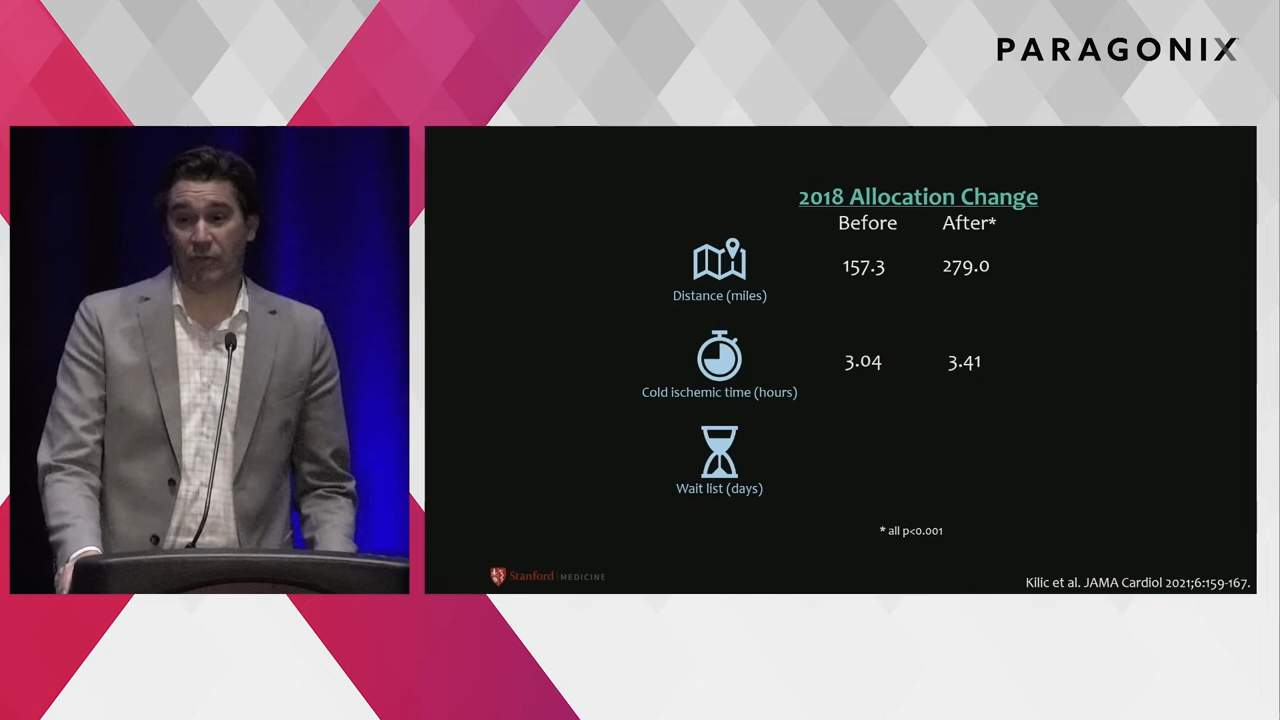 PARAGONIX
2018 Allocation Change
Before After*
157.3 279.0
Distance (miles)
3.04 3.41
Cold ischemic time (hours)
Wait list (days)
* all p<0.001
Stanford | MEDICINE
Kilic et al. JAMA Cardiol 2021;6:159-167.